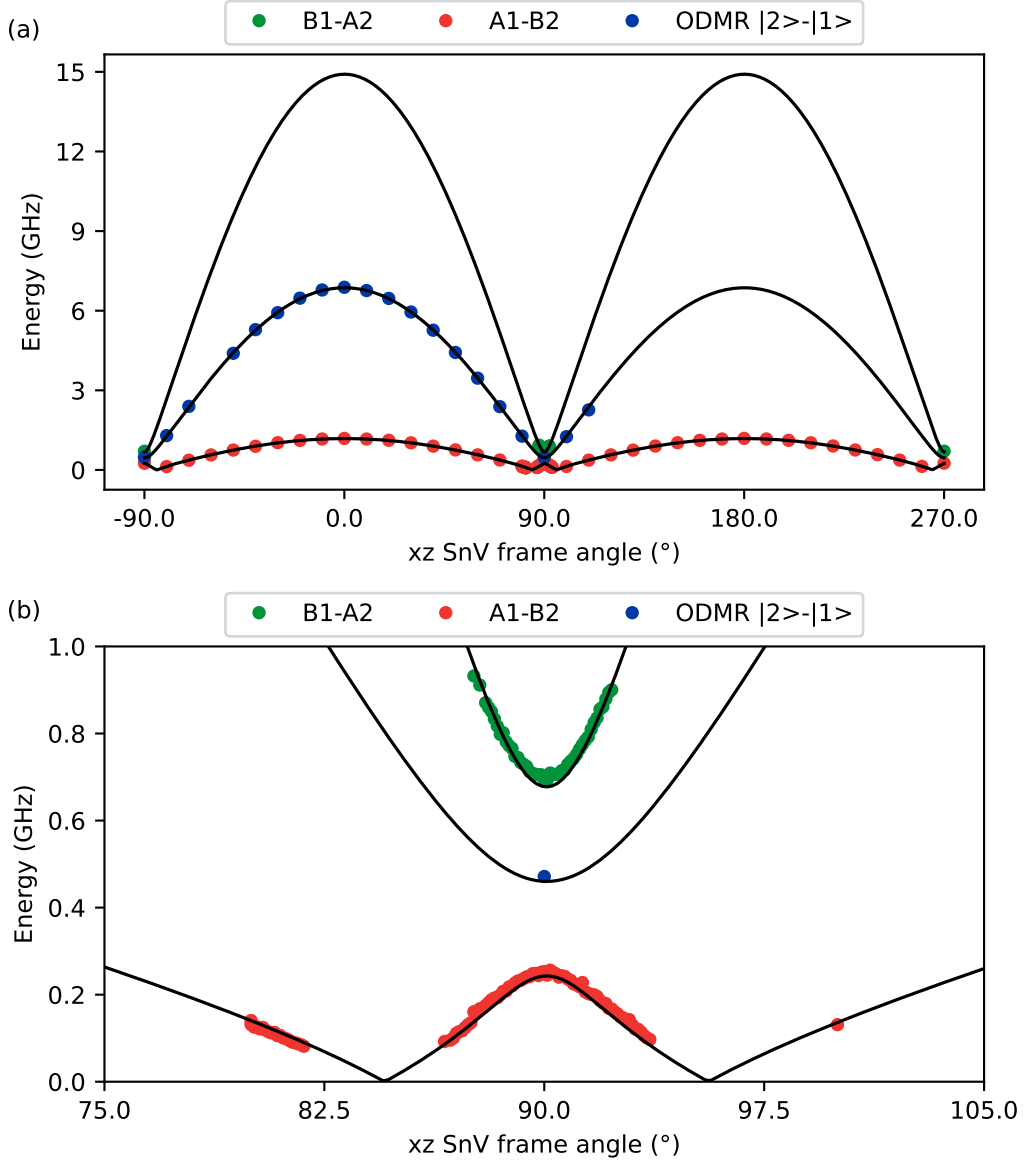 (a)
B1-A2 A1-B2 ODMR |2>-|1>
Energy (GHz)
15
12
9
6
3
0
-90.0 0.0 90.0 180.0 270.0
xz SnV frame angle (°)
(b)
B1-A2 A1-B2 ODMR |2>-|1>
Energy (GHz)
1.0
0.8
0.6
0.4
0.2
0.0
75.0 82.5 90.0 97.5 105.0
xz SnV frame angle (°)